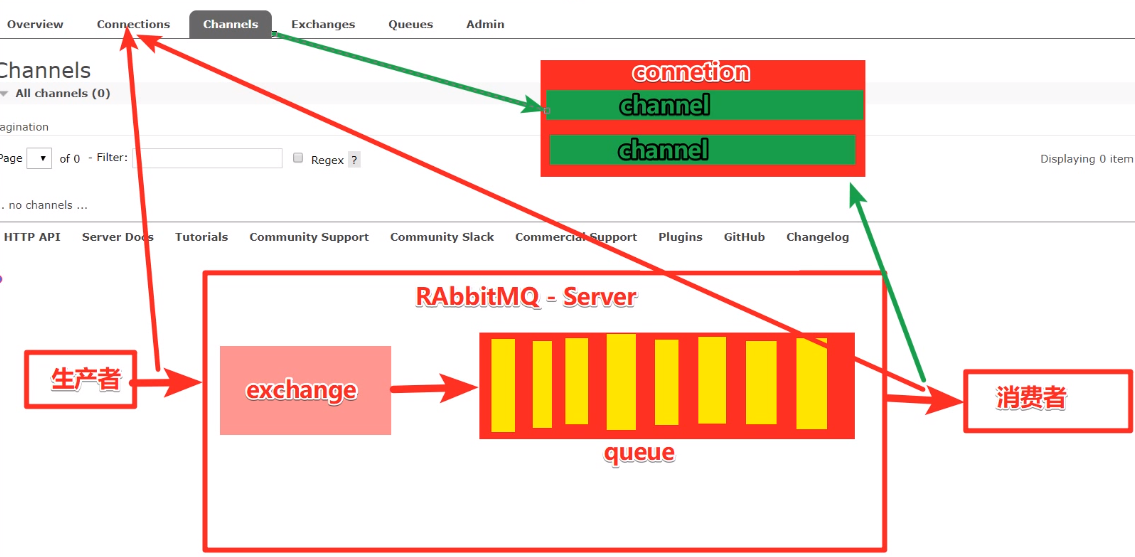 Overview Connections Channels Exchanges Queues Admin
Channels
All channels (0)
agination
Page of 0 - Filter: Regex ? Displaying 0 item
.. no channels ...
connetion
channel
channel
HTTP API Server Docs Tutorials Community Support Community Slack Commercial Support Plugins GitHub Changelog
RAbbitMQ - Server
生产者
exchange
queue
消费者